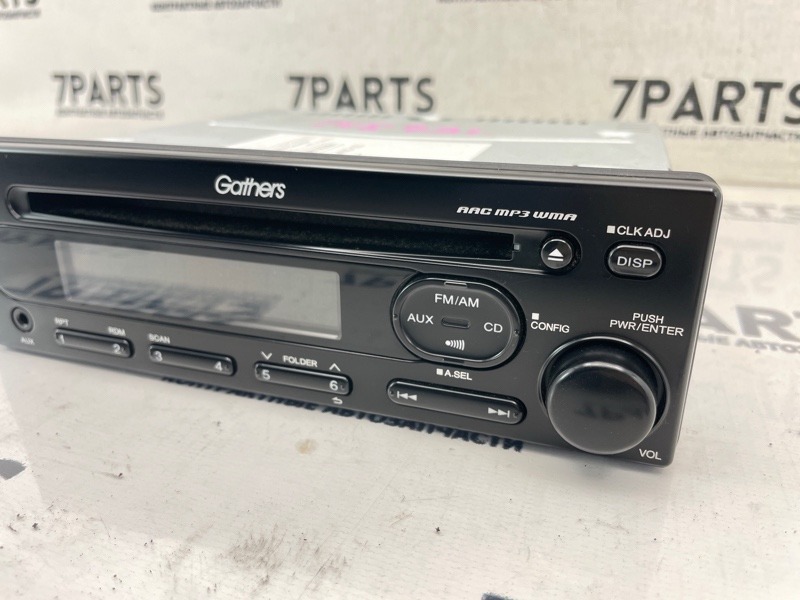 7PARTS
7PARTS
7PARTS
Gathers
AAC MP3 WMA
CLK ADJ
DISP
FM/AM
AUX
CD
CONFIG
PUSH
PWR/ENTER
AUX
RPT
RDM
SCAN
1
2
3
4
FOLDER
5
6
A.SEL
VOL